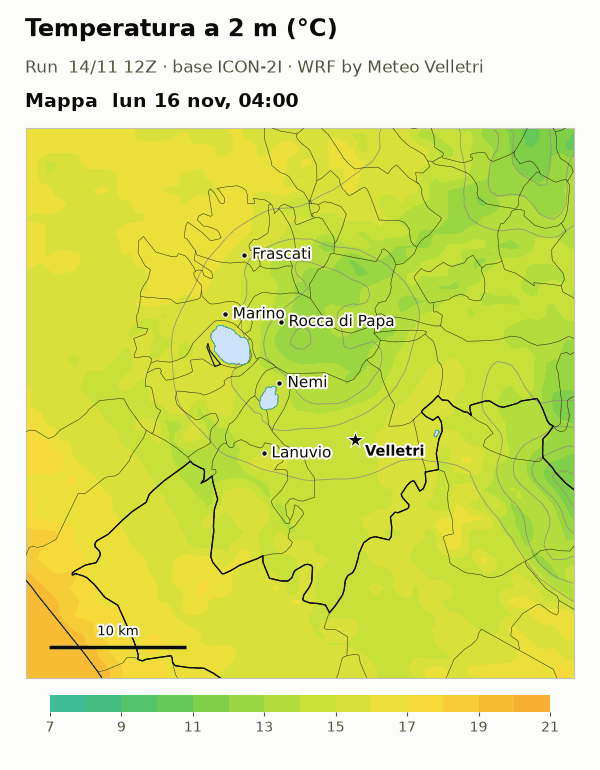 Temperatura a 2 m (°C)
Run  14/11 12Z · base ICON-2I · WRF by Meteo Velletri
Mappa  lun 16 nov, 04:00
Frascati
Marino
Rocca di Papa
Nemi
Velletri
Lanuvio
10 km
7 9 11 13 15 17 19 21